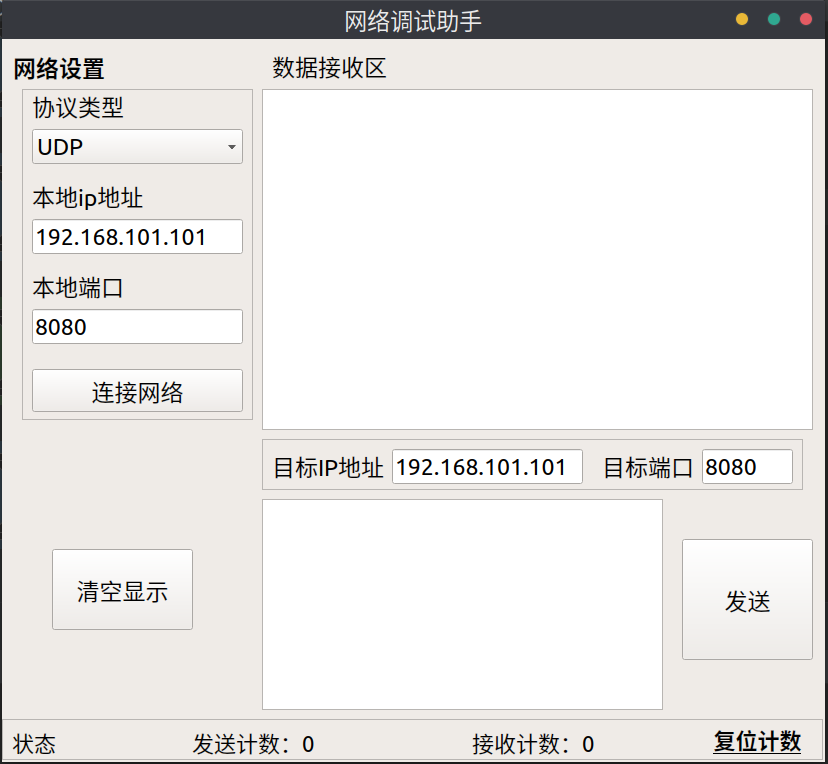 网络调试助手
网络设置
数据接收区
协议类型
UDP
本地ip地址
192.168.101.101
本地端口
8080
连接网络
目标IP地址 192.168.101.101 目标端口 8080
清空显示
发送
状态 发送计数：0 接收计数：0 复位计数